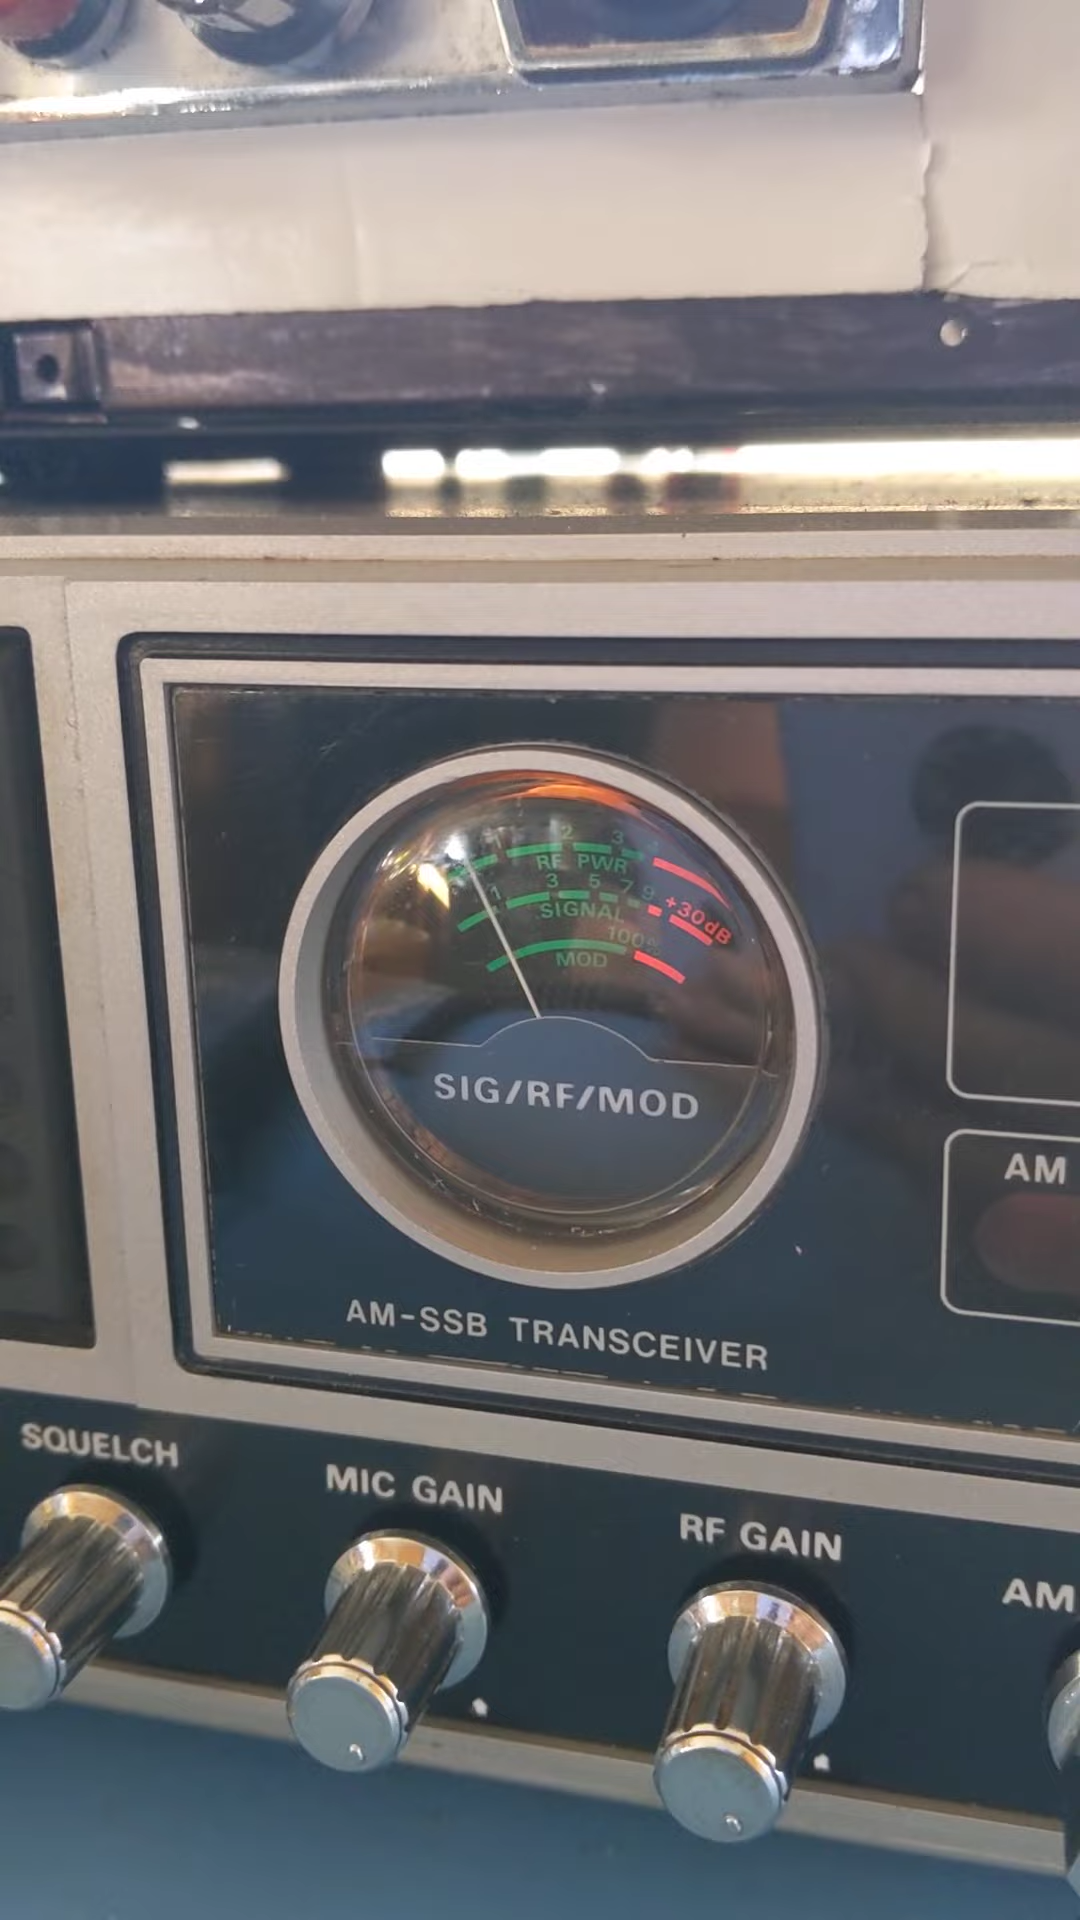 1 2 3
RF PWR
1 3 5 7 9 +30dB
SIGNAL
100%
MOD
SIG/RF/MOD
AM
AM-SSB TRANSCEIVER
SQUELCH
MIC GAIN
RF GAIN
AM